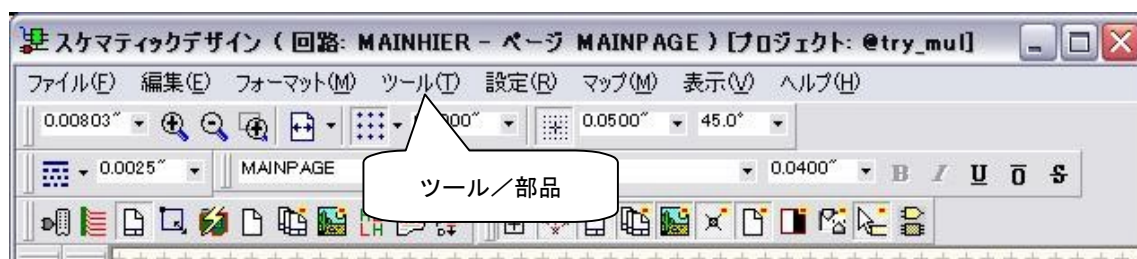 スケマティックデザイン ( 回路: MAINHIER - ページ MAINPAGE ) [プロジェクト: @try_mul]
ファイル(F) 編集(E) フォーマット(M) ツール(T) 設定(R) マップ(M) 表示(V) ヘルプ(H)
0.00803″ 0.0500″ 45.0°
0.0025″ MAINPAGE 0.0400″ B I U O S
ツール／部品